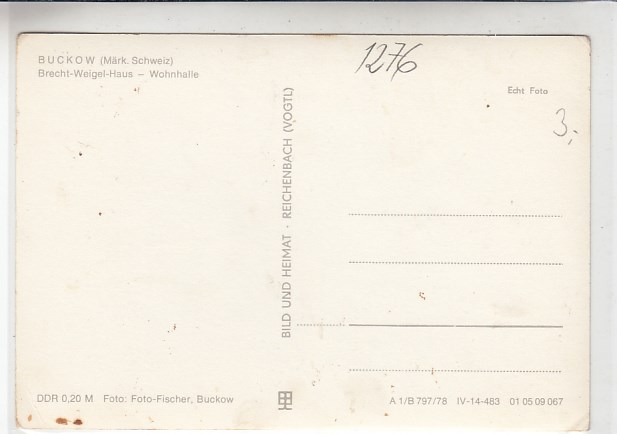 BUCKOW (Märk. Schweiz)
Brecht-Weigel-Haus – Wohnhalle
1276
Echt Foto
3,-
BILD UND HEIMAT · REICHENBACH (VOGTL)
DDR 0,20 M Foto: Foto-Fischer, Buckow
A 1/B 797/78 IV-14-483 01 05 09 067